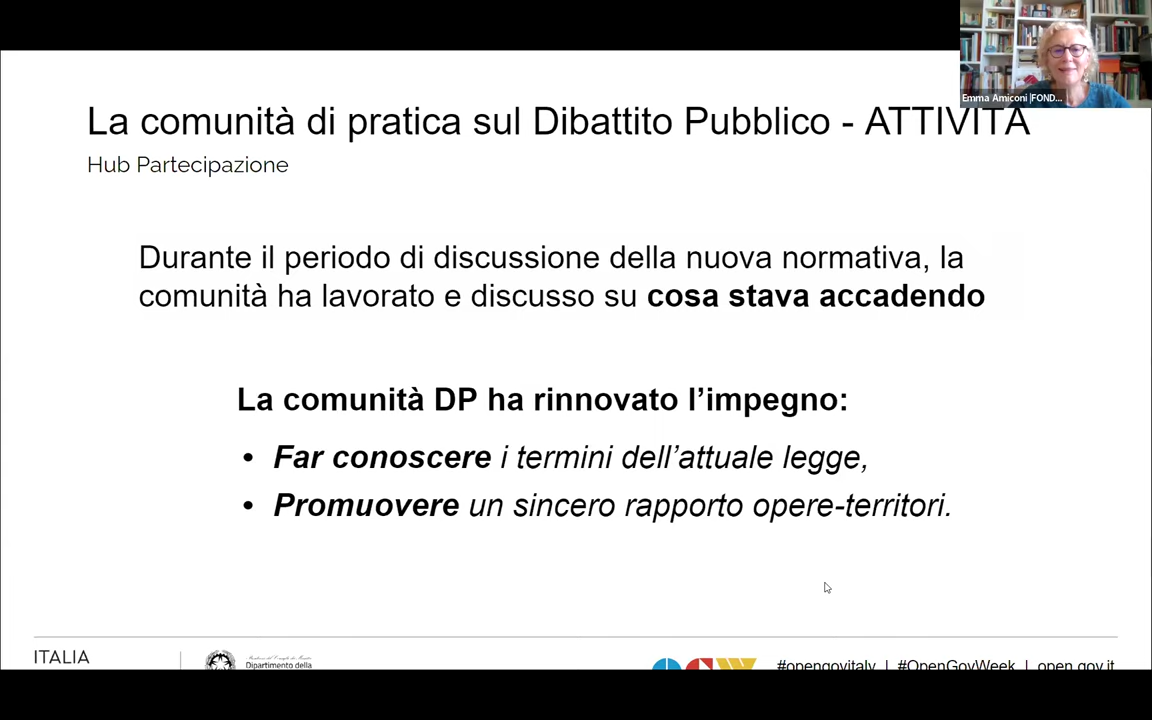 Emma Amiconi |FOND...
La comunità di pratica sul Dibattito Pubblico - ATTIVITÀ
Hub Partecipazione
Durante il periodo di discussione della nuova normativa, la
comunità ha lavorato e discusso su cosa stava accadendo
La comunità DP ha rinnovato l’impegno:
• Far conoscere i termini dell’attuale legge,
• Promuovere un sincero rapporto opere-territori.
ITALIA
Dipartimento della
#opengovitaly | #OpenGovWeek | open.gov.it